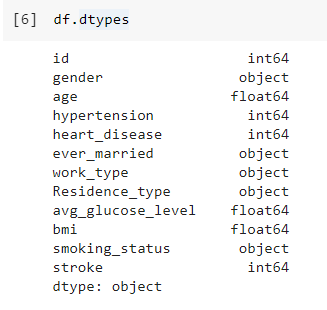 [6] df.dtypes
id int64
gender object
age float64
hypertension int64
heart_disease int64
ever_married object
work_type object
Residence_type object
avg_glucose_level float64
bmi float64
smoking_status object
stroke int64
dtype: object